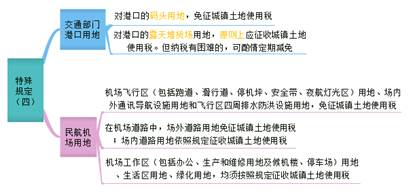 特殊
规定
（四）
交通部门
港口用地
对港口的码头用地，免征城镇土地使用税
对港口的露天堆货场用地，原则上应征收城镇土地
使用税。但纳税有困难的，可酌情定期减免
民航机
场用地
机场飞行区（包括跑道、滑行道、停机坪、安全带、夜航灯光区）用地、场内
外通讯导航设施用地和飞行区四周排水防洪设施用地，免征城镇土地使用税
在机场道路中，场外道路用地免征城镇土地使用税
；场内道路用地依照规定征收城镇土地使用税
机场工作区（包括办公、生产和维修用地及候机楼、停车场）用地
、生活区用地、绿化用地，均须按照规定征收城镇土地使用税